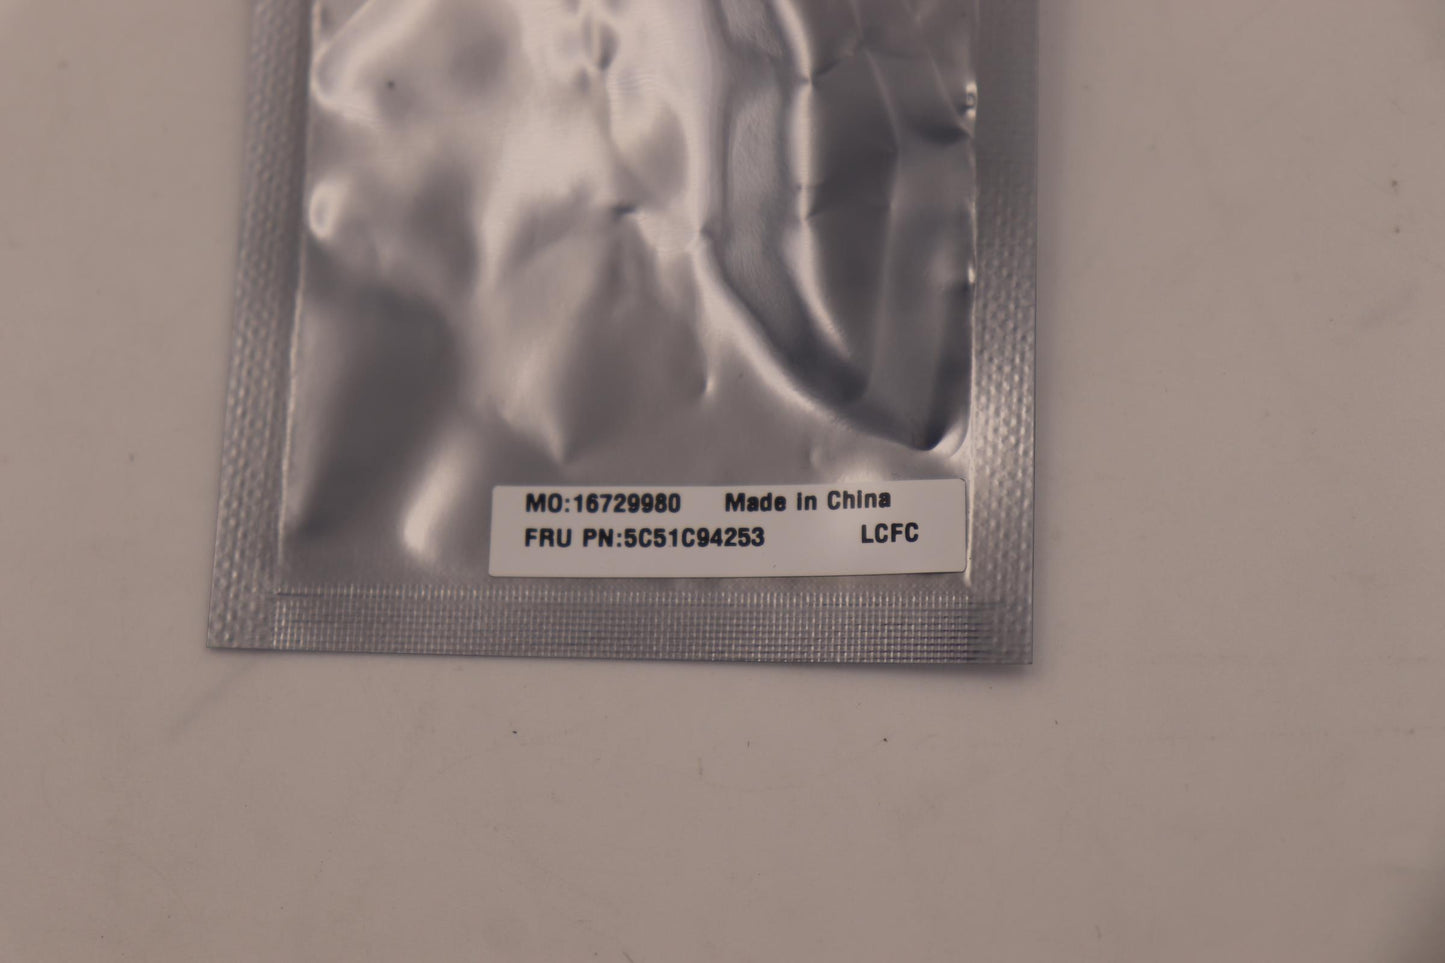 MO:16729980 Made in China
FRU PN:5C51C94253 LCFC